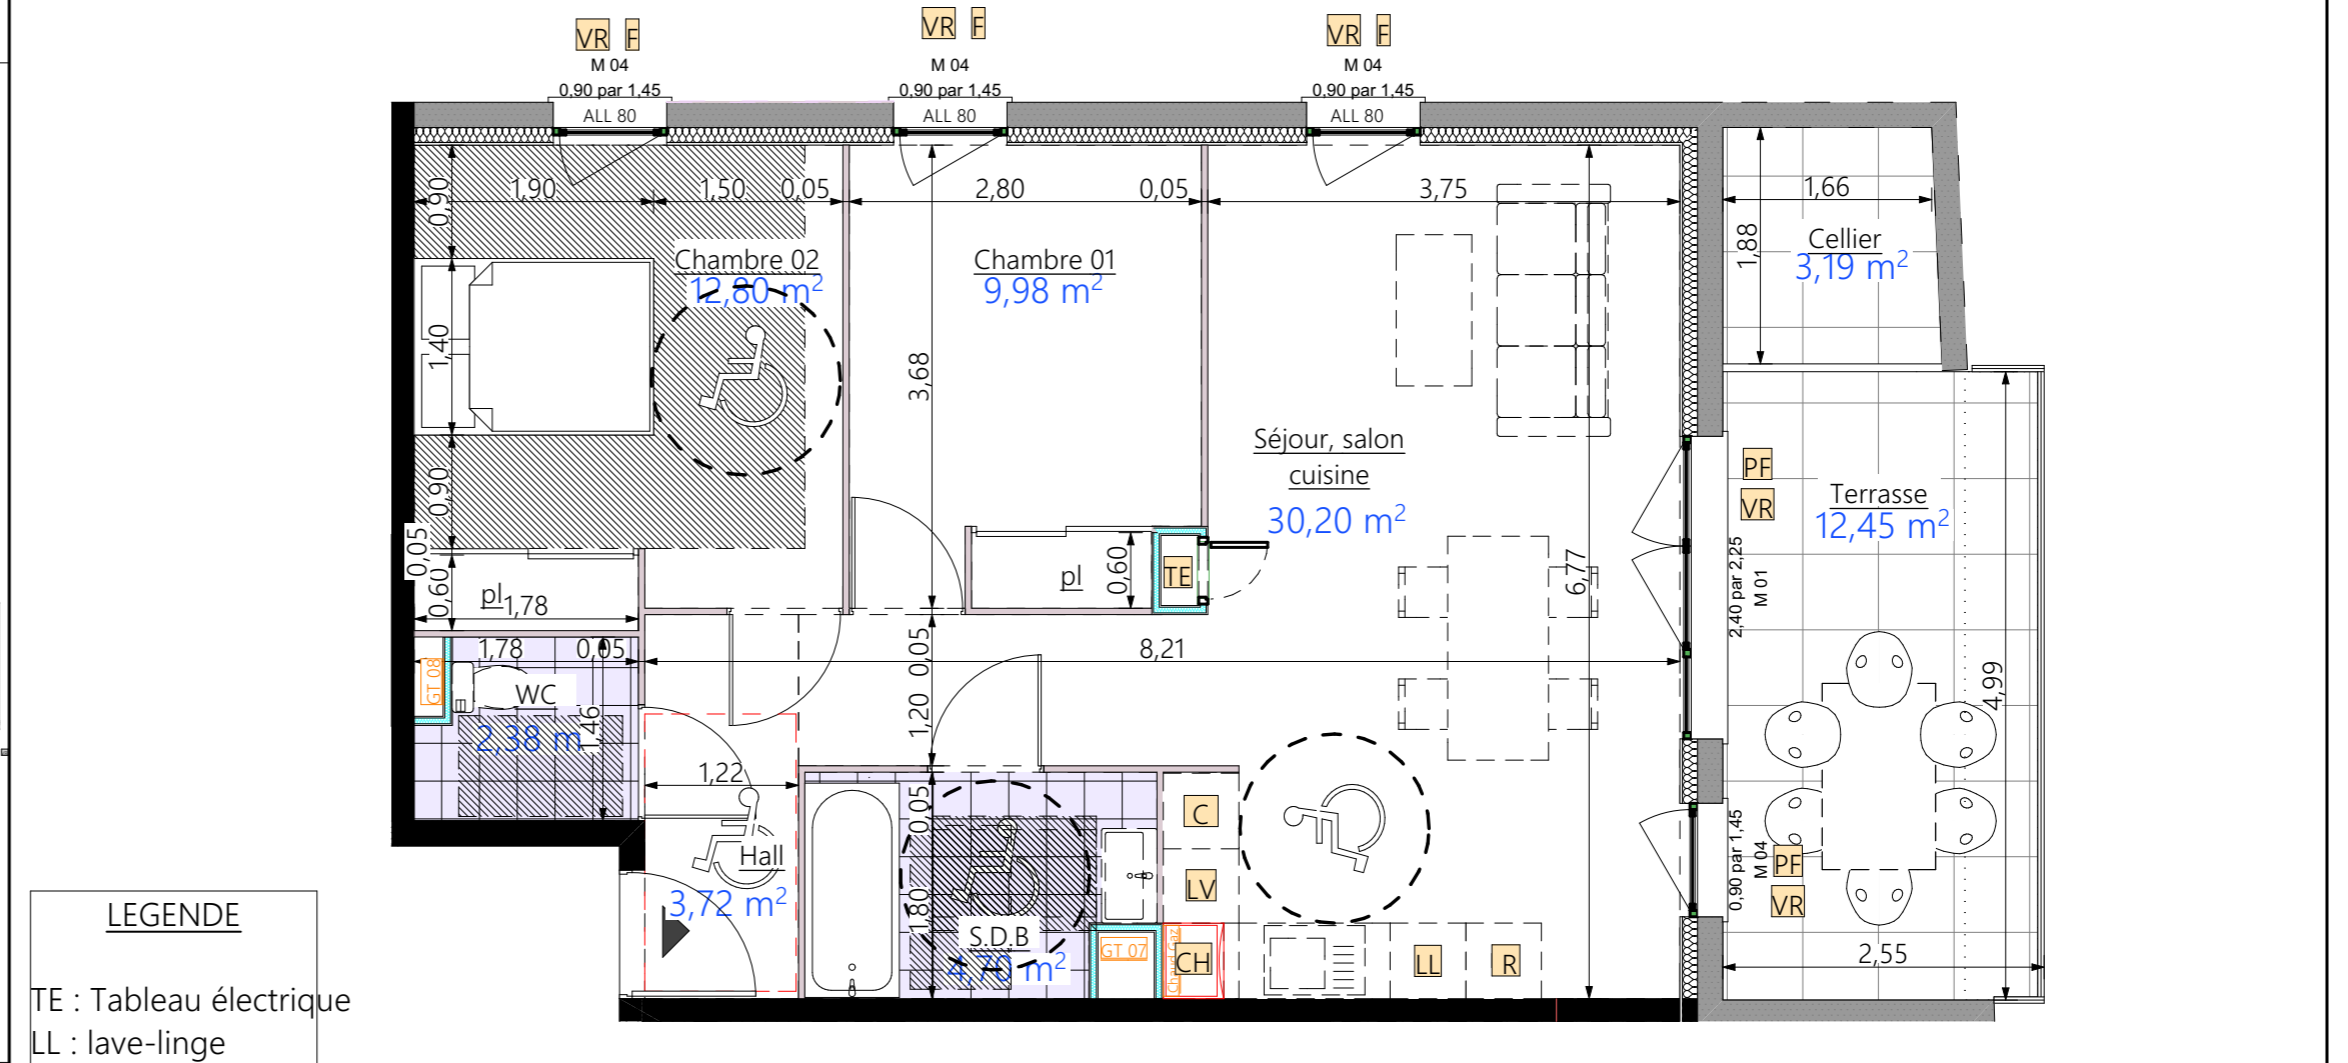 VR F
VR F
VR F
M 04
M 04
M 04
0,90 par 1,45
0,90 par 1,45
0,90 par 1,45
ALL 80
ALL 80
ALL 80
1,90
1,50
0,05
2,80
0,05
3,75
1,66
0,90
Chambre 02
12,80 m²
Chambre 01
9,98 m²
1,88
Cellier
3,19 m²
1,40
3,68
Séjour, salon
cuisine
30,20 m²
PF
VR
Terrasse
12,45 m²
0,90
0,05
0,60
pl
1,78
pl
0,60
TE
6,77
2,40 par 2,25
M 01
1,78
0,05
8,21
GT 08
WC
2,38 m
1,46
0,05
1,20
4,99
1,22
0,05
C
Hall
3,72 m²
LV
1,80
S.D.B
4,70 m²
GT 07
Chaud Gaz
CH
LL
R
0,90 par 1,45
M 04
PF
VR
2,55
LEGENDE
TE : Tableau électrique
LL : lave-linge